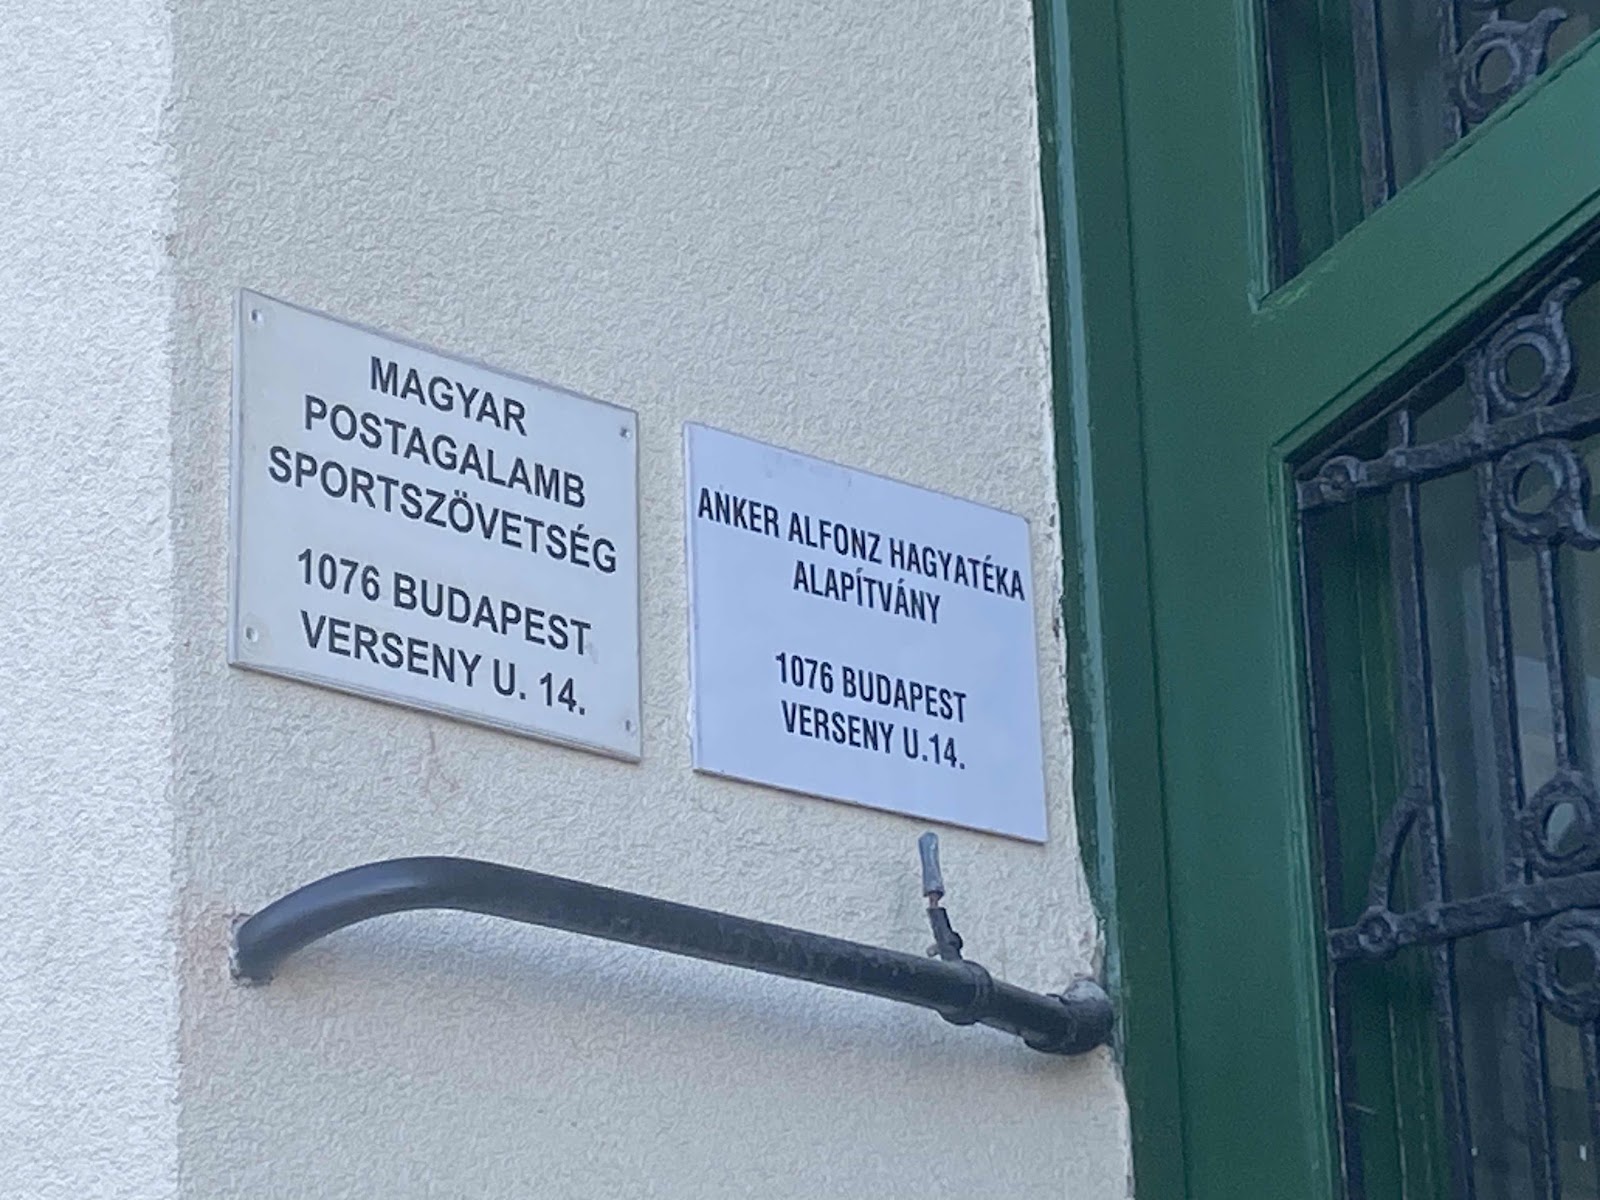 MAGYAR
POSTAGALAMB
SPORTSZÖVETSÉG
1076 BUDAPEST
VERSENY U. 14.
ANKER ALFONZ HAGYATÉKA
ALAPÍTVÁNY
1076 BUDAPEST
VERSENY U.14.